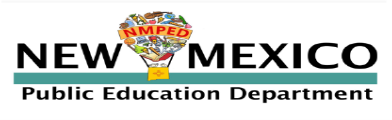 NMPED
NEW MEXICO
Public Education Department